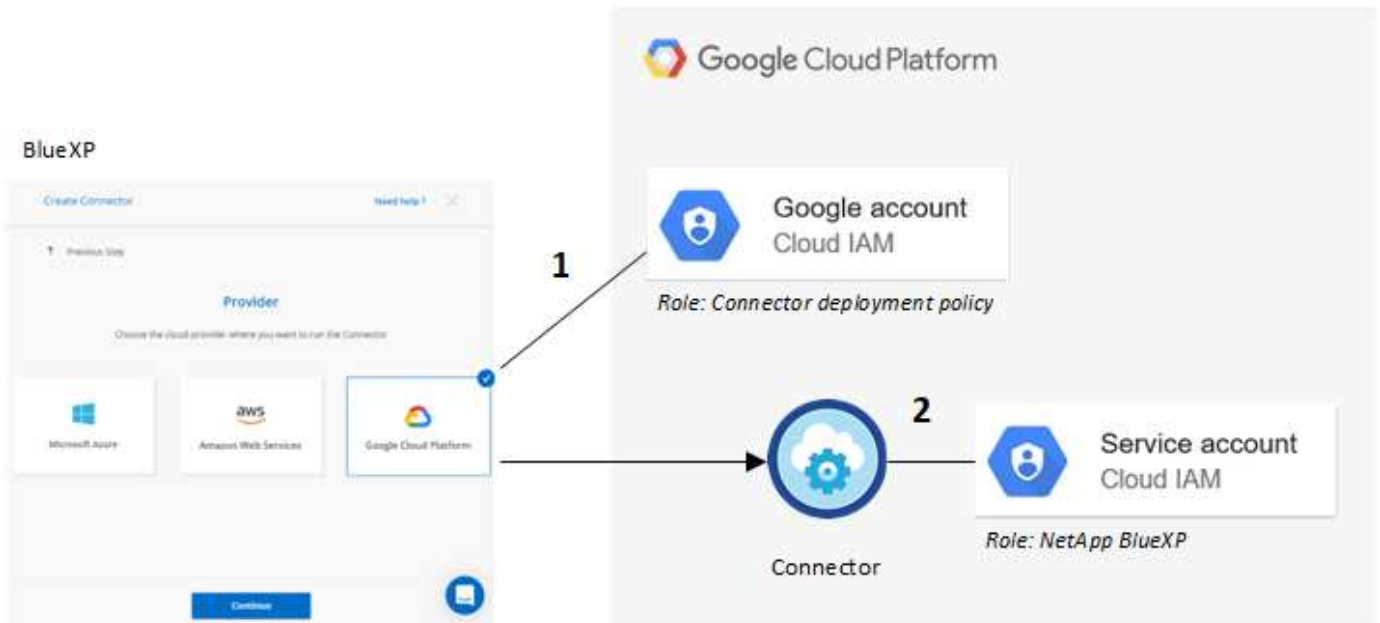 Google Cloud Platform
BlueXP
Create Connector
Need help ?
Previous Step
Provider
Choose the cloud provider where you want to run the Connector
Microsoft Azure
aws
Amazon Web Services
Google Cloud Platform
Continue
1
Google account
Cloud IAM
Role: Connector deployment policy
2
Connector
Service account
Cloud IAM
Role: NetApp BlueXP